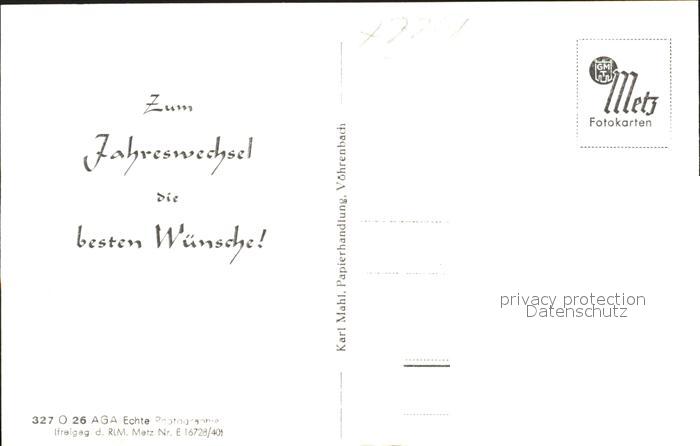 Zum
Jahreswechsel
die
besten Wünsche!
327 O 26 AGA Echte Photographie
(freigeg. d. RLM. Metz Nr. E 16728/40)
Karl Mahl, Papierhandlung, Vöhrenbach
GM
T
Metz
Fotokarten
privacy protection
Datenschutz